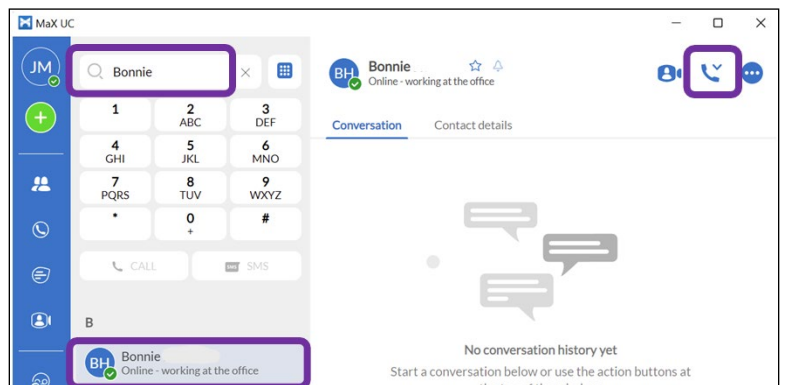 MaX UC
JM
Bonnie
1
2
ABC
3
DEF
4
GHI
5
JKL
6
MNO
7
PQRS
8
TUV
9
WXYZ
*
0
+
#
CALL
SMS SMS
B
BH
Bonnie
Online - working at the office
BH
Bonnie
Online - working at the office
Conversation
Contact details
No conversation history yet
Start a conversation below or use the action buttons at